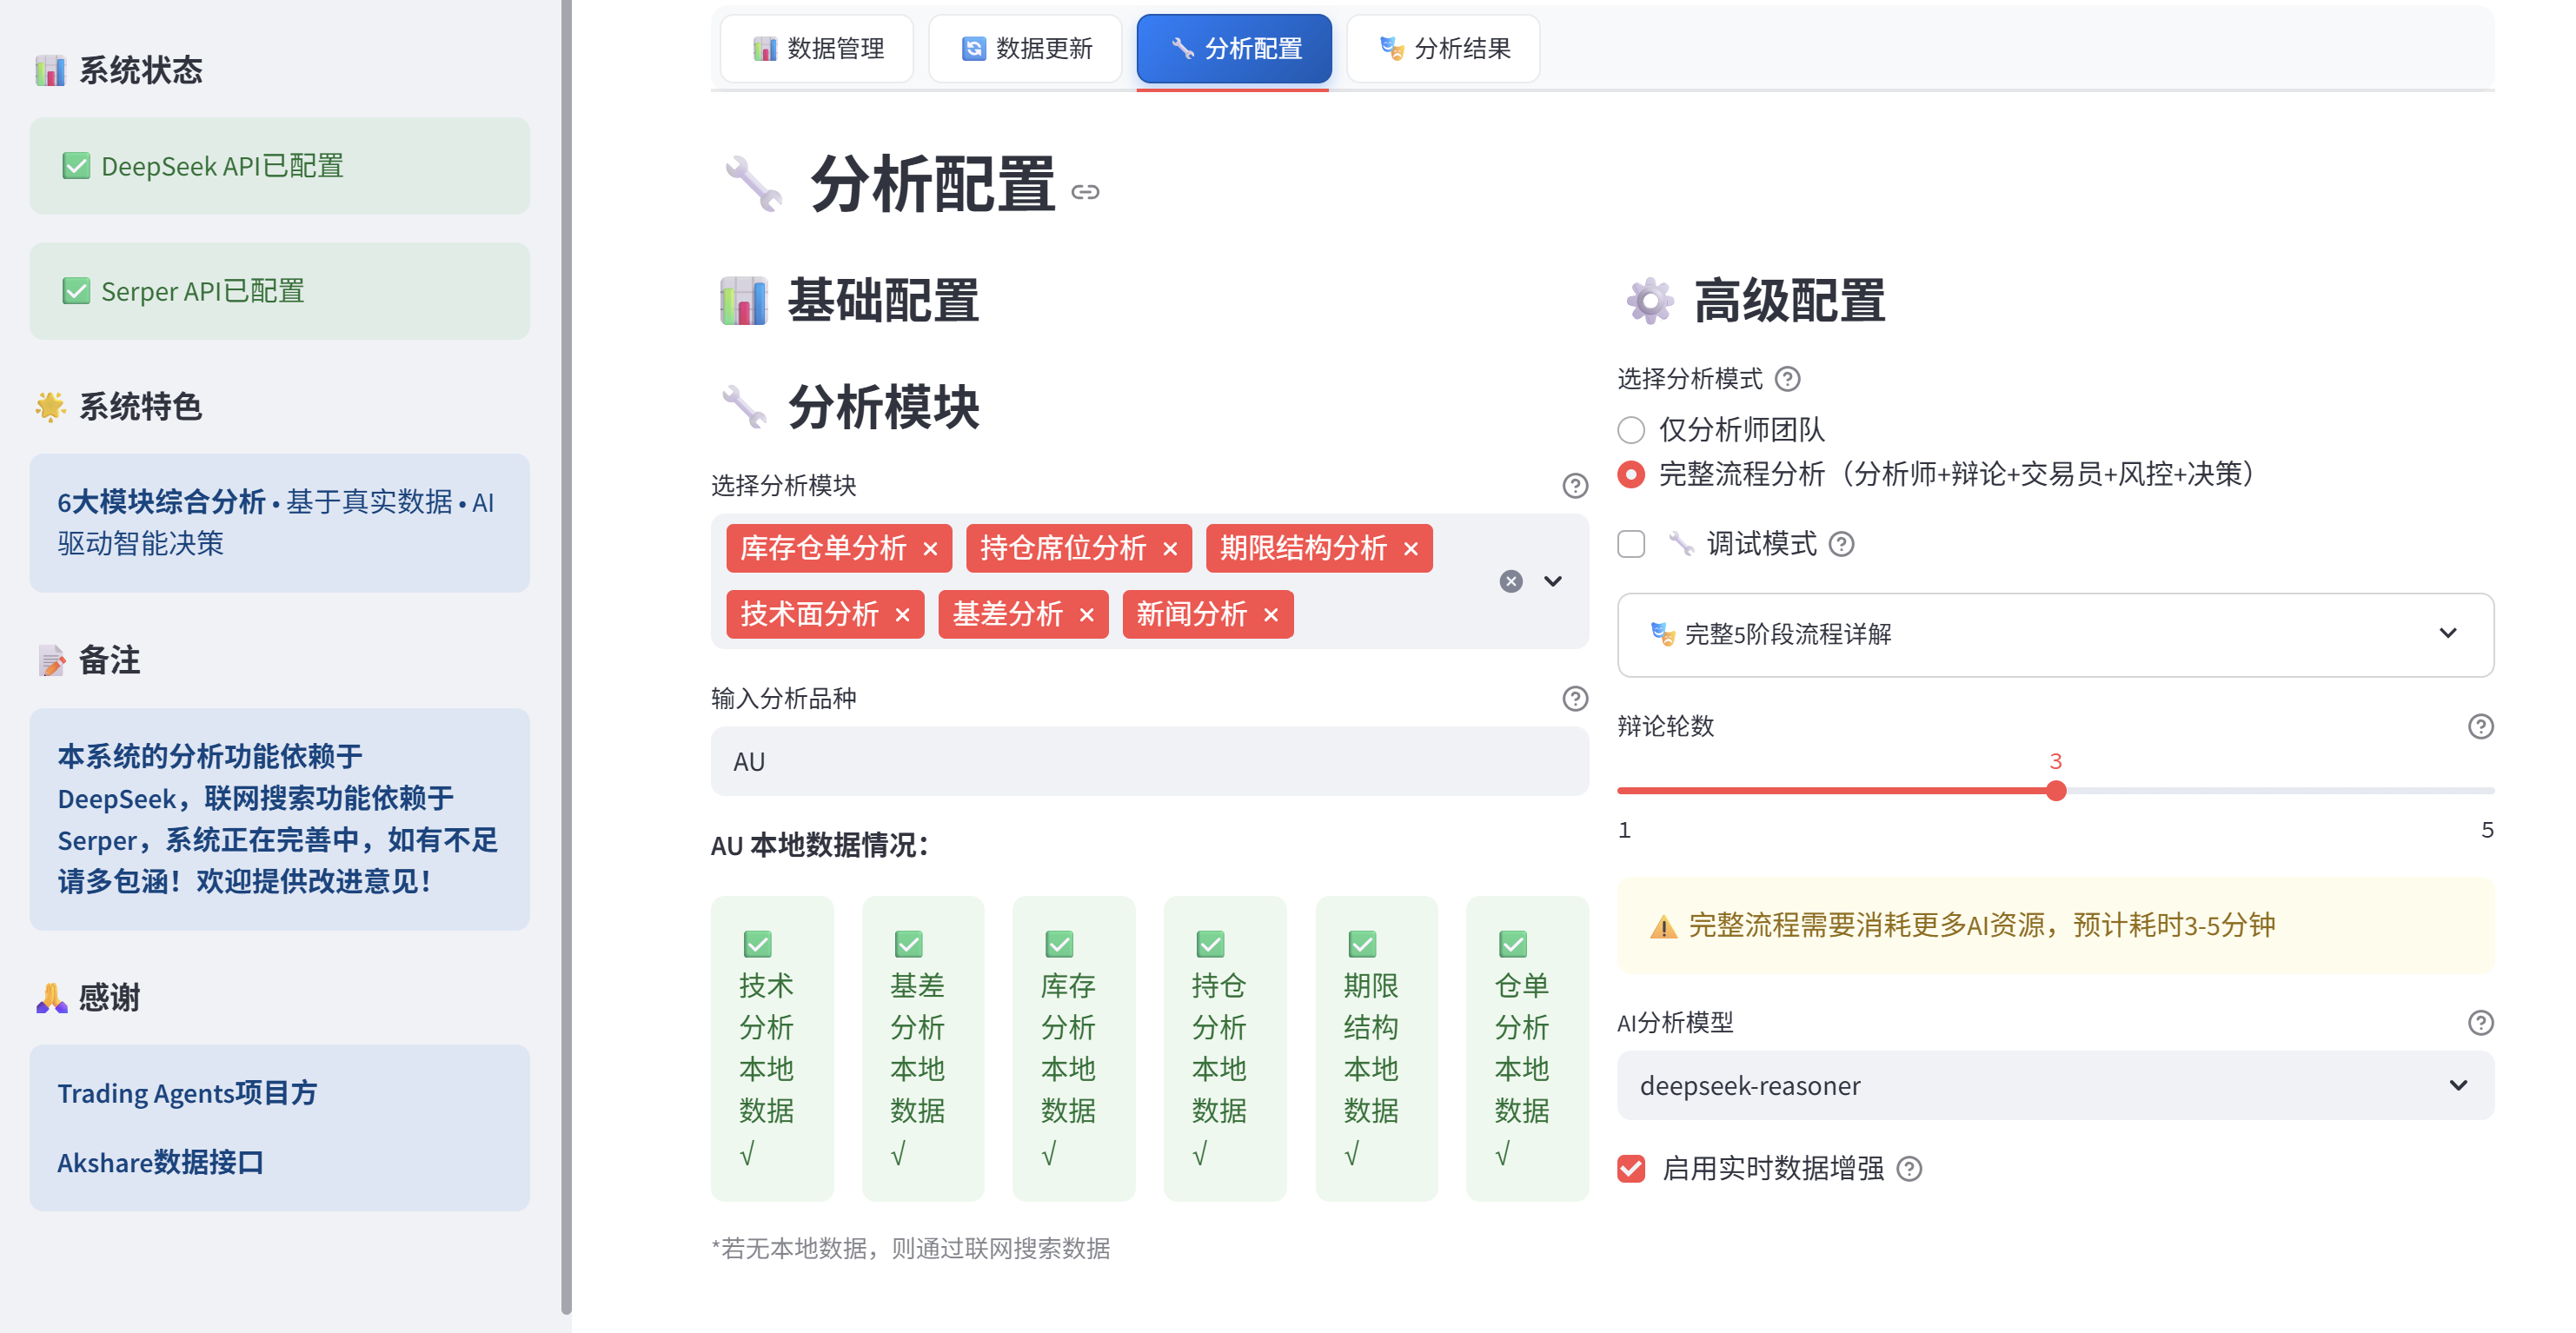 系统状态
DeepSeek API已配置
Serper API已配置
系统特色
6大模块综合分析 • 基于真实数据 • AI
驱动智能决策
备注
本系统的分析功能依赖于
DeepSeek，联网搜索功能依赖于
Serper，系统正在完善中，如有不足
请多包涵！欢迎提供改进意见！
感谢
Trading Agents项目方
Akshare数据接口
数据管理
数据更新
分析配置
分析结果
分析配置
基础配置
分析模块
选择分析模块
库存仓单分析 × 持仓席位分析 × 期限结构分析 ×
技术面分析 × 基差分析 × 新闻分析 ×
输入分析品种
AU
AU 本地数据情况：
技术
分析
本地
数据
√
基差
分析
本地
数据
√
库存
分析
本地
数据
√
持仓
分析
本地
数据
√
期限
结构
本地
数据
√
仓单
分析
本地
数据
√
*若无本地数据，则通过联网搜索数据
高级配置
选择分析模式
仅分析师团队
完整流程分析（分析师+辩论+交易员+风控+决策）
调试模式
完整5阶段流程详解
辩论轮数
3
1 5
完整流程需要消耗更多AI资源，预计耗时3-5分钟
AI分析模型
deepseek-reasoner
启用实时数据增强